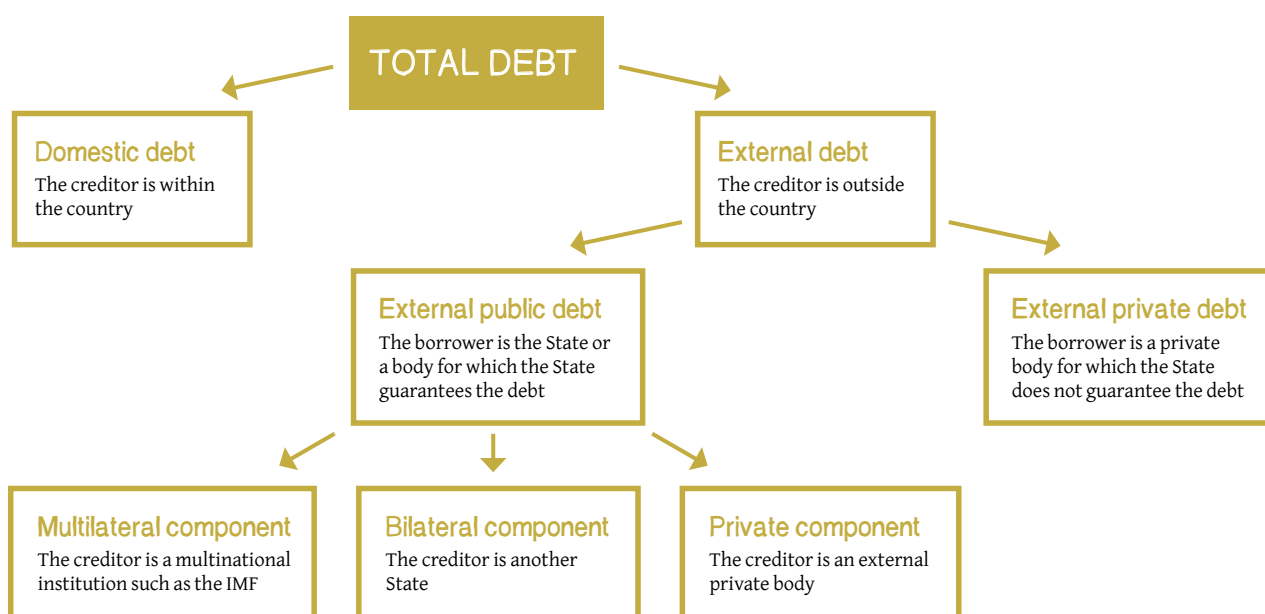 TOTAL DEBT
Domestic debt
The creditor is within
the country
External debt
The creditor is outside
the country
External public debt
The borrower is the State or
a body for which the State
guarantees the debt
External private debt
The borrower is a private
body for which the State
does not guarantee the debt
Multilateral component
The creditor is a multinational
institution such as the IMF
Bilateral component
The creditor is another
State
Private component
The creditor is an external
private body